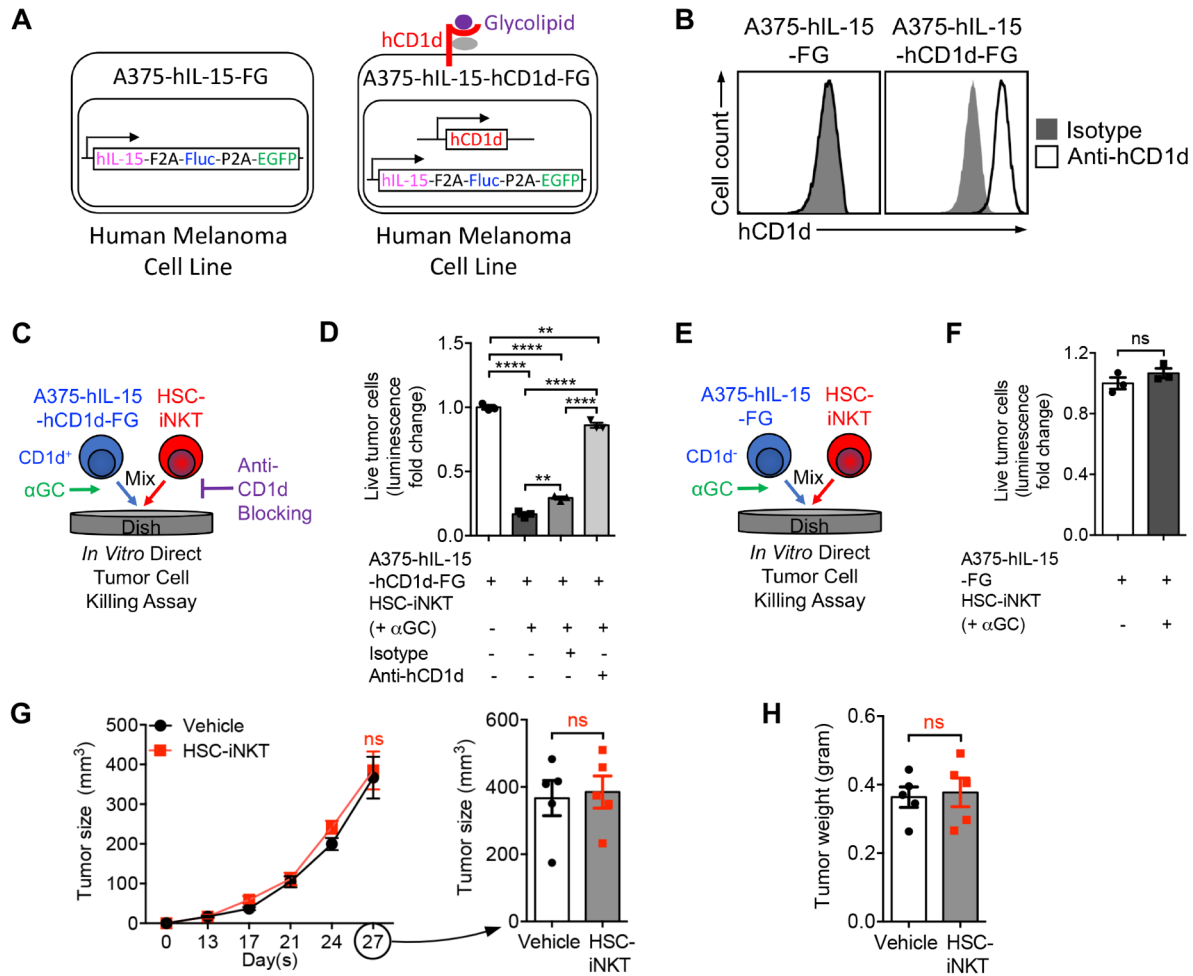 A
hCD1d
Glycolipid
A375-hIL-15-FG
hIL-15-F2A-Fluc-P2A-EGFP
Human Melanoma
Cell Line
A375-hIL-15-hCD1d-FG
hCD1d
hIL-15-F2A-Fluc-P2A-EGFP
Human Melanoma
Cell Line
B
A375-hIL-15
-FG
A375-hIL-15
-hCD1d-FG
Cell count
hCD1d
Isotype
Anti-hCD1d
C
A375-hIL-15
-hCD1d-FG
HSC-
iNKT
CD1d+
Mix
αGC
Anti-
CD1d
Blocking
Dish
In Vitro Direct
Tumor Cell
Killing Assay
D
Live tumor cells
(luminescence
fold change)
1.5
1.0
0.5
0.0
**
****
****
****
****
**
A375-hIL-15
-hCD1d-FG + + + +
HSC-iNKT
(+ αGC) - + + +
Isotype - - + -
Anti-hCD1d - - - +
E
A375-hIL-15
-FG
HSC-
iNKT
CD1d-
Mix
αGC
Dish
In Vitro Direct
Tumor Cell
Killing Assay
F
Live tumor cells
(luminescence
fold change)
1.2
0.8
0.4
0.0
ns
A375-hIL-15
-FG + +
HSC-iNKT
(+ αGC) - +
G
Tumor size (mm3)
500
400
300
200
100
0
Vehicle
HSC-iNKT
ns
0 13 17 21 24 27
Day(s)
Tumor size (mm3)
600
400
200
0
ns
Vehicle
HSC-
iNKT
H
Tumor weight (gram)
0.6
0.4
0.2
0.0
ns
Vehicle
HSC-
iNKT